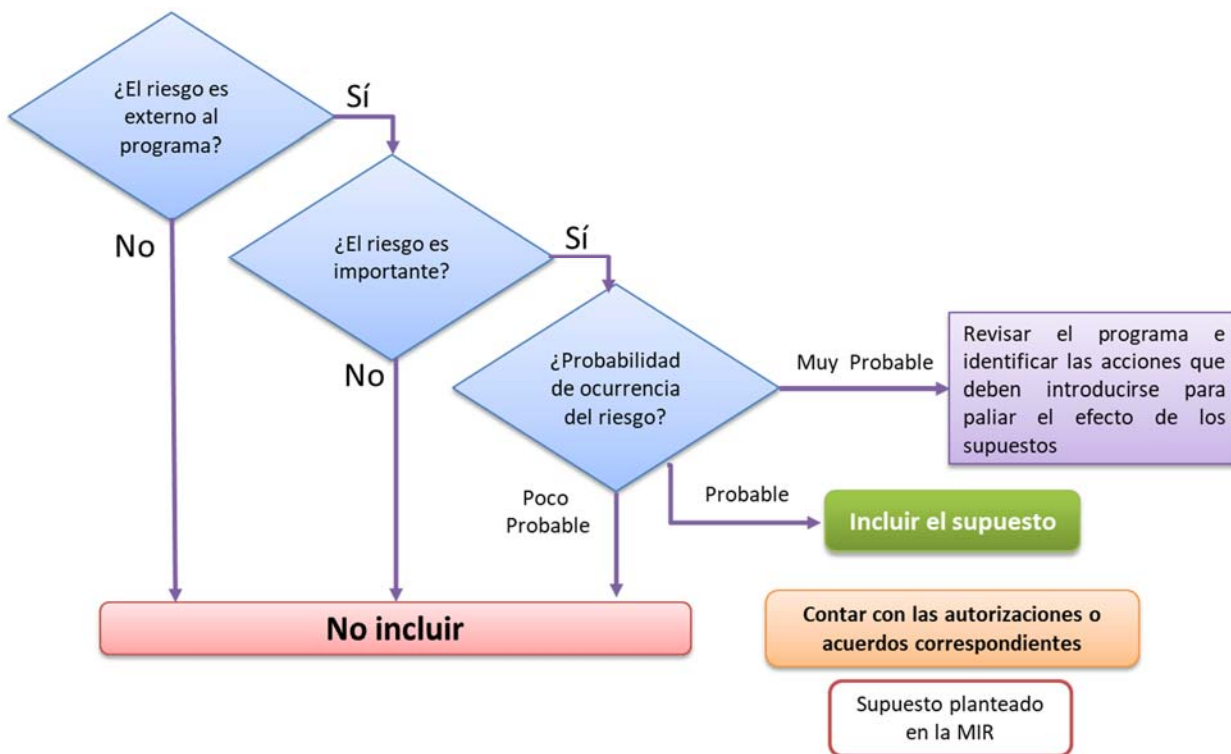 ¿El riesgo es
externo al
programa?
Sí
No
¿El riesgo es
importante?
Sí
No
¿Probabilidad
de ocurrencia
del riesgo?
Muy Probable
Revisar el programa e
identificar las acciones que
deben introducirse para
paliar el efecto de los
supuestos
Poco
Probable
Probable
Incluir el supuesto
No incluir
Contar con las autorizaciones o
acuerdos correspondientes
Supuesto planteado
en la MIR